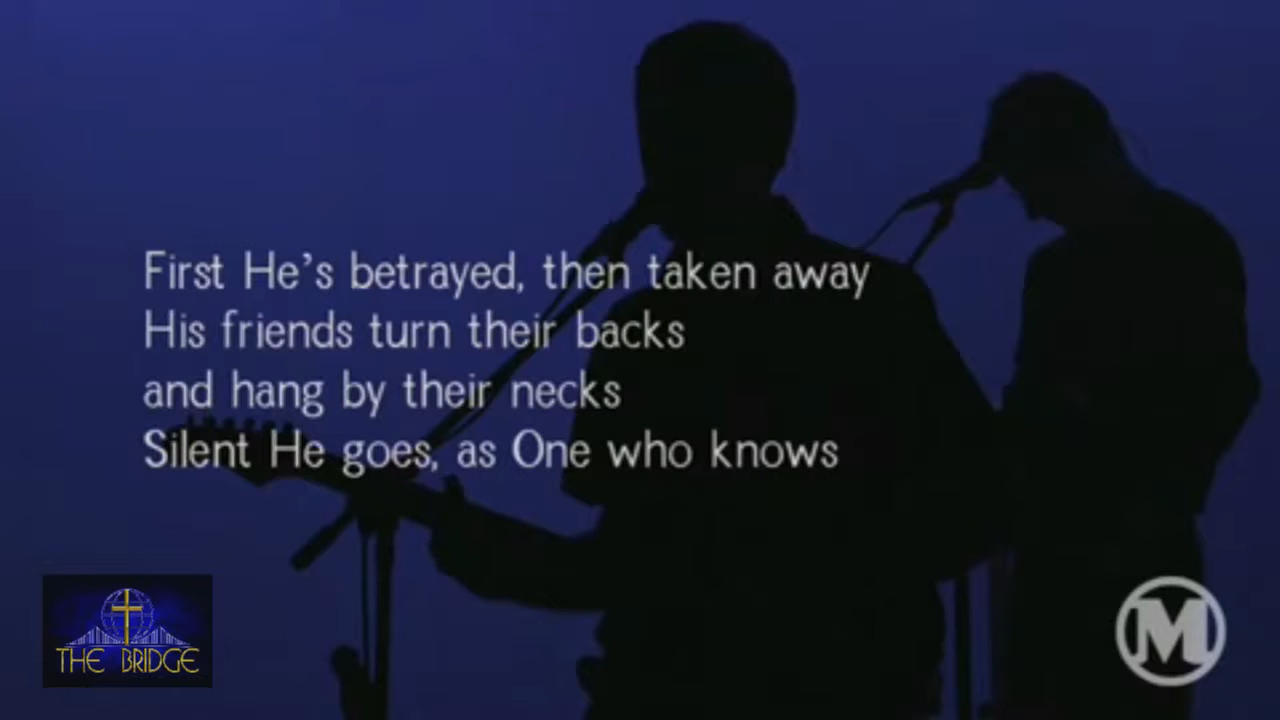 First He's betrayed, then taken away
His friends turn their backs
and hang by their necks
Silent He goes, as One who knows
THE BRIDGE
M